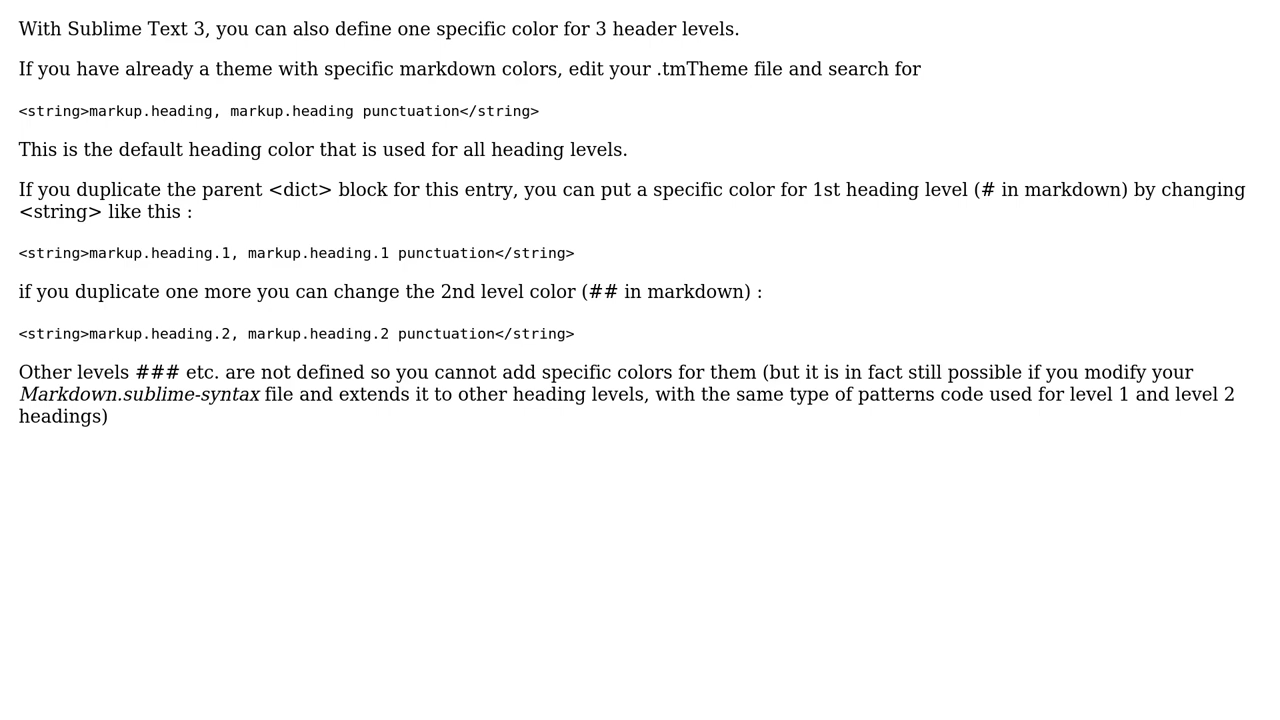 With Sublime Text 3, you can also define one specific color for 3 header levels.
If you have already a theme with specific markdown colors, edit your .tmTheme file and search for
<string>markup.heading, markup.heading punctuation</string>
This is the default heading color that is used for all heading levels.
If you duplicate the parent <dict> block for this entry, you can put a specific color for 1st heading level (# in markdown) by changing
<string> like this :
<string>markup.heading.1, markup.heading.1 punctuation</string>
if you duplicate one more you can change the 2nd level color (## in markdown) :
<string>markup.heading.2, markup.heading.2 punctuation</string>
Other levels ### etc. are not defined so you cannot add specific colors for them (but it is in fact still possible if you modify your
Markdown.sublime-syntax file and extends it to other heading levels, with the same type of patterns code used for level 1 and level 2
headings)